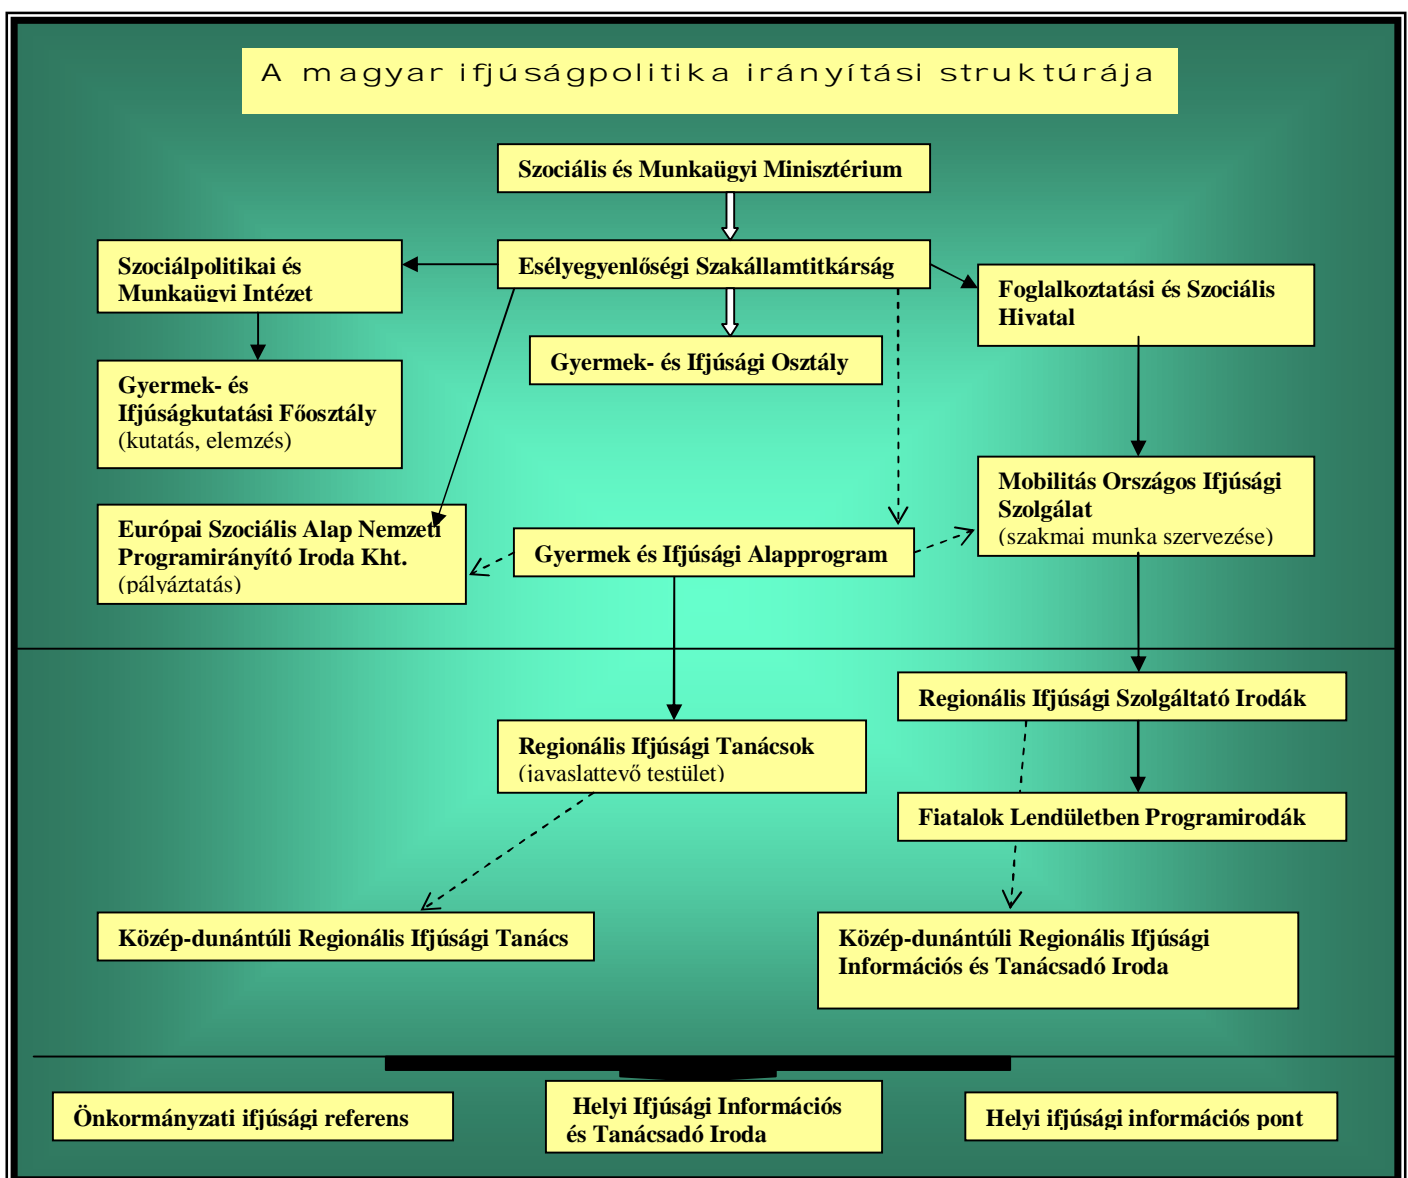 A magyar ifjúságpolitika irányítási struktúrája
Szociális és Munkaügyi Minisztérium
Szociálpolitikai és
Munkaügyi Intézet
Esélyegyenlőségi Szakállamtitkárság
Foglalkoztatási és Szociális
Hivatal
Gyermek- és Ifjúsági Osztály
Gyermek- és
Ifjúságkutatási Főosztály
(kutatás, elemzés)
Mobilitás Országos Ifjúsági
Szolgálat
(szakmai munka szervezése)
Európai Szociális Alap Nemzeti
Programirányító Iroda Kht.
(pályáztatás)
Gyermek és Ifjúsági Alapprogram
Regionális Ifjúsági Szolgáltató Irodák
Regionális Ifjúsági Tanácsok
(javaslattevő testület)
Fiatalok Lendületben Programirodák
Közép-dunántúli Regionális Ifjúsági Tanács
Közép-dunántúli Regionális Ifjúsági
Információs és Tanácsadó Iroda
Önkormányzati ifjúsági referens
Helyi Ifjúsági Információs
és Tanácsadó Iroda
Helyi ifjúsági információs pont